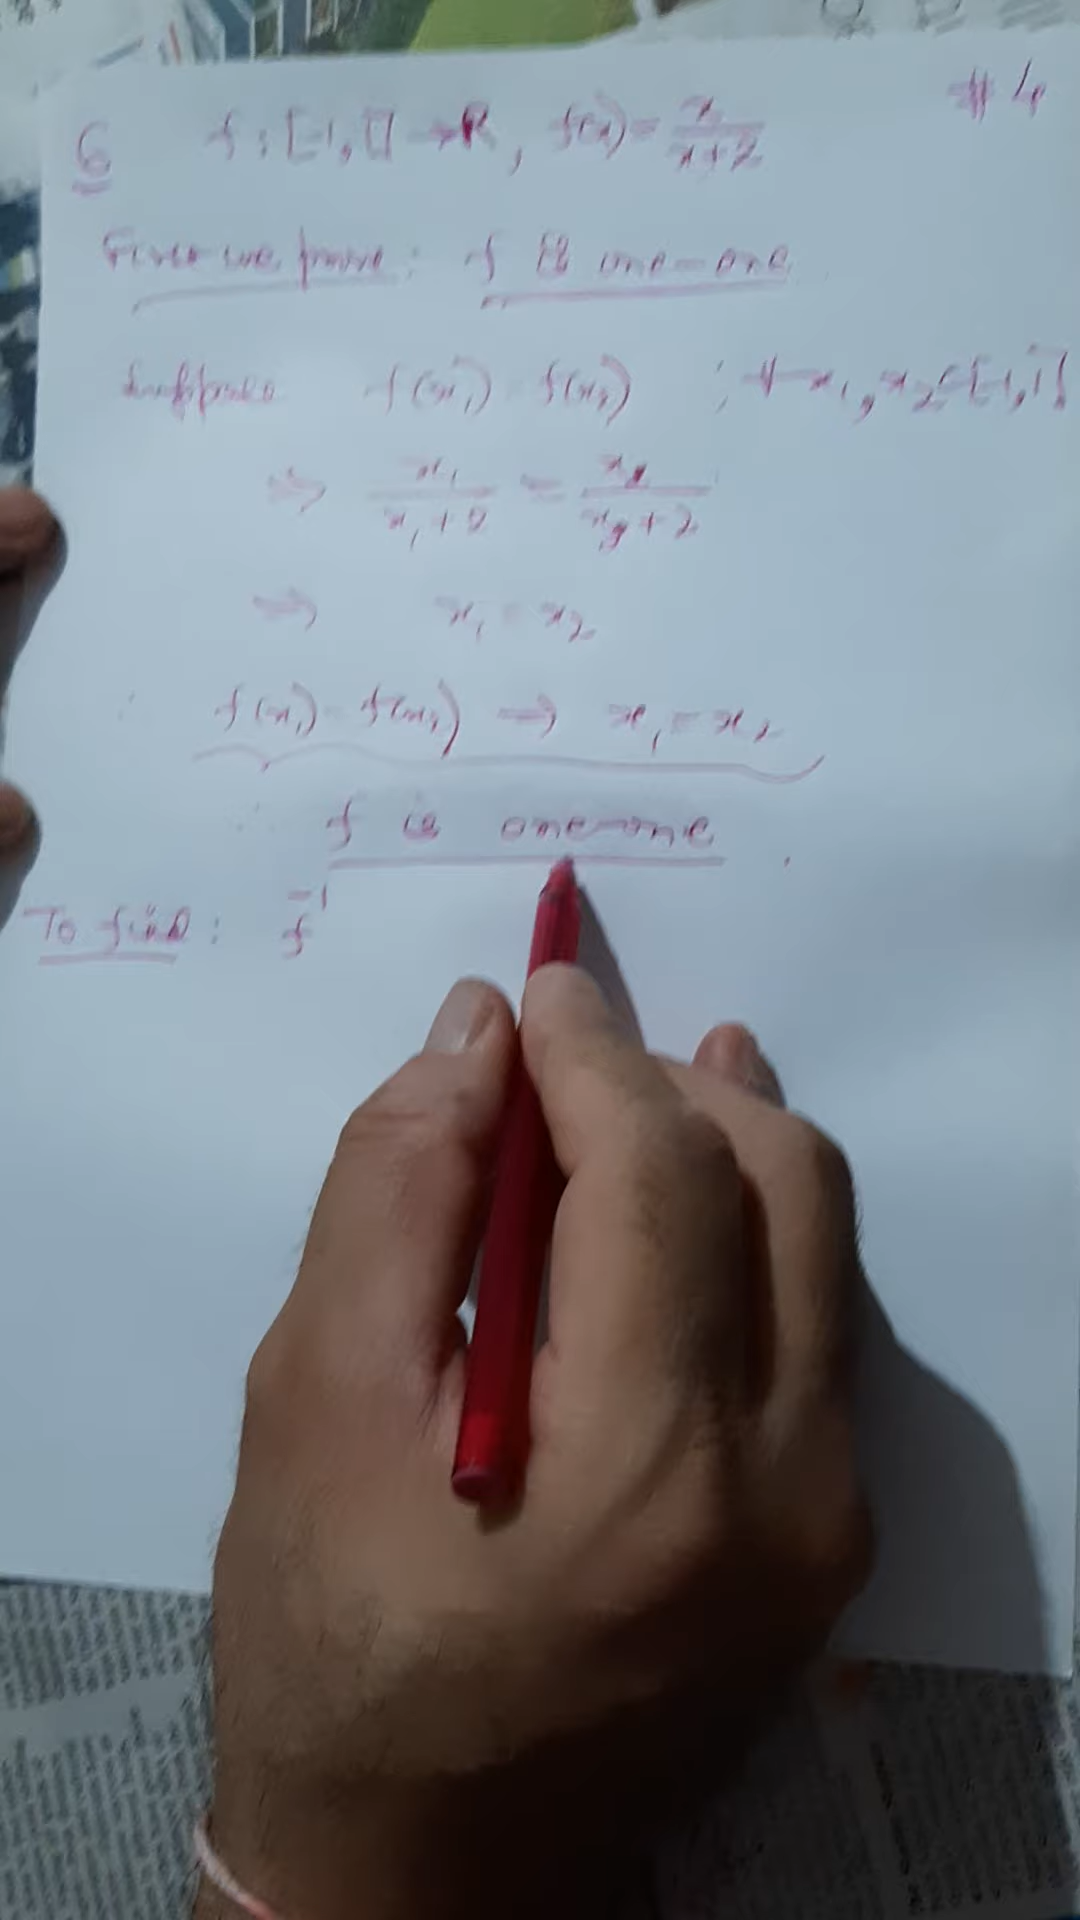 #4
6 f : [-1, 1] → R, f(x) = x/(x+2)
First we prove : f is one-one
Suppose f(x₁) = f(x₂) ; ∀ x₁, x₂ ∈ [-1, 1]
⇒ x₁/(x₁+2) = x₂/(x₂+2)
⇒ x₁ = x₂
∴ f(x₁) = f(x₂) ⇒ x₁ = x₂
∴ f is one-one.
To find : f⁻¹